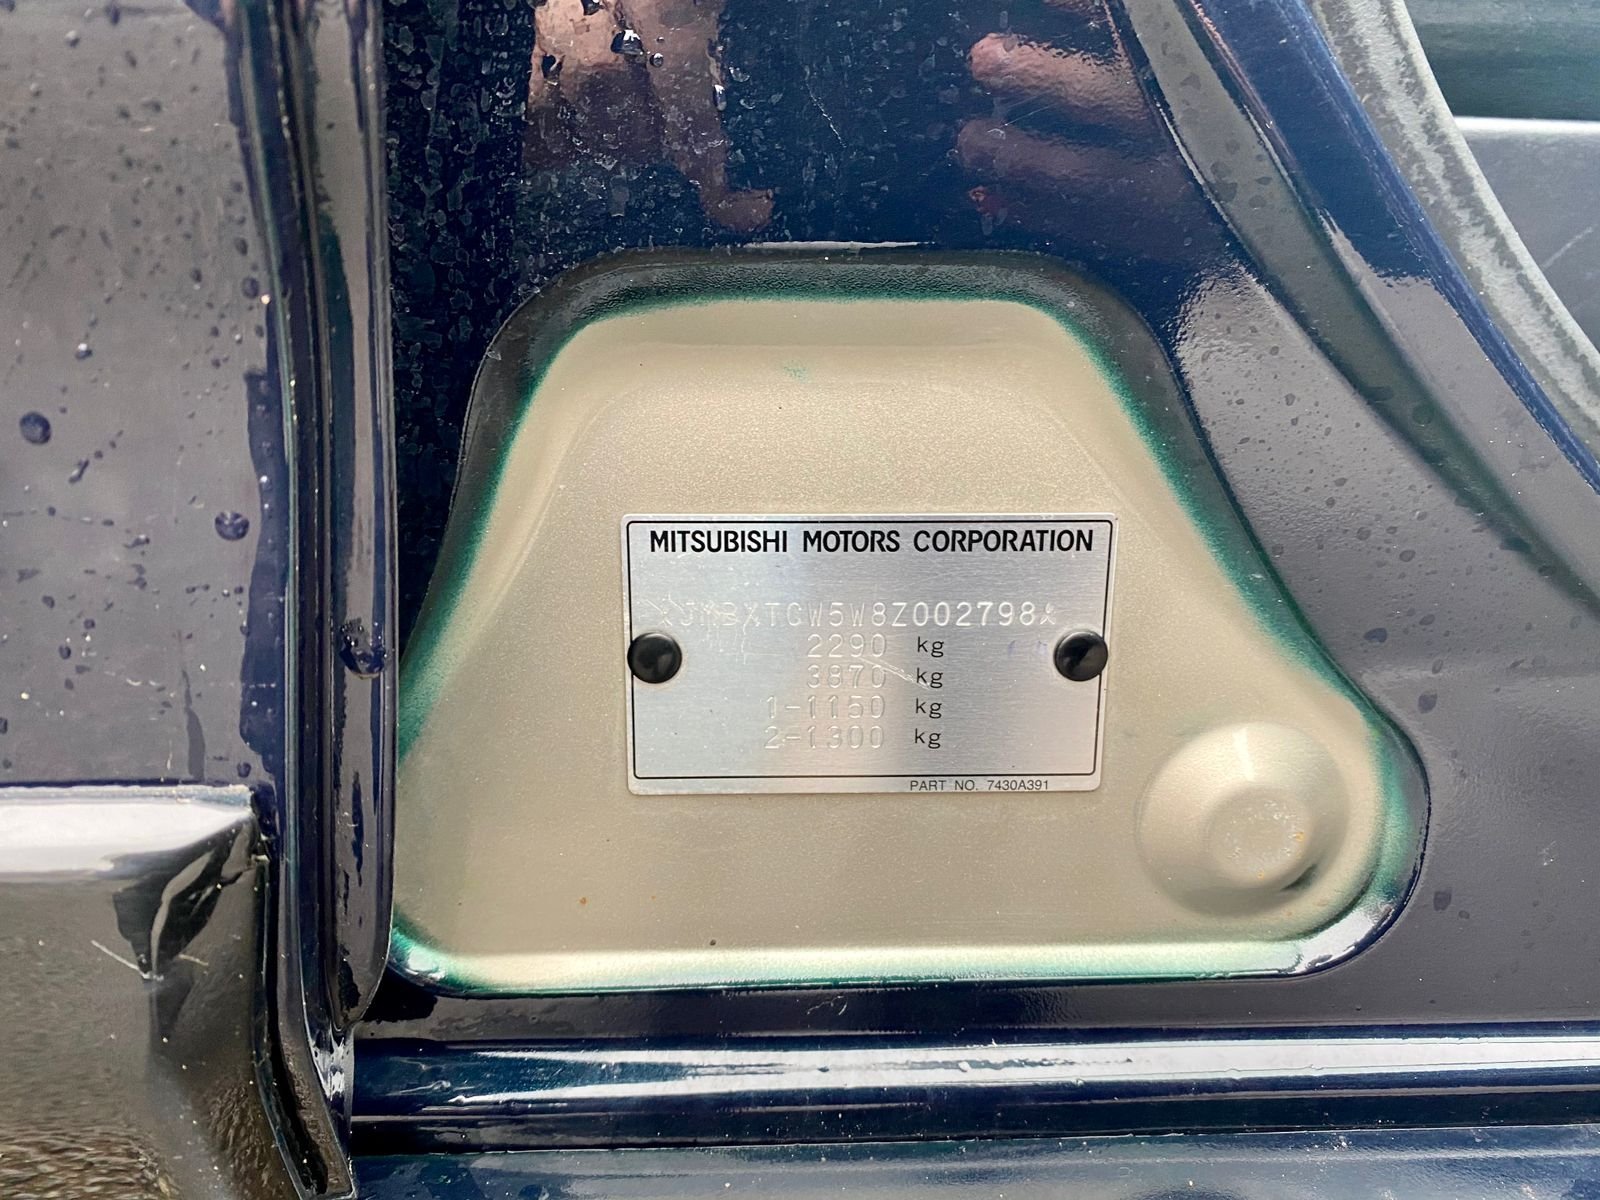 MITSUBISHI MOTORS CORPORATION
JMBXTGW5W8Z002798
2290 kg
3870 kg
1-1150 kg
2-1300 kg
PART NO. 7430A391